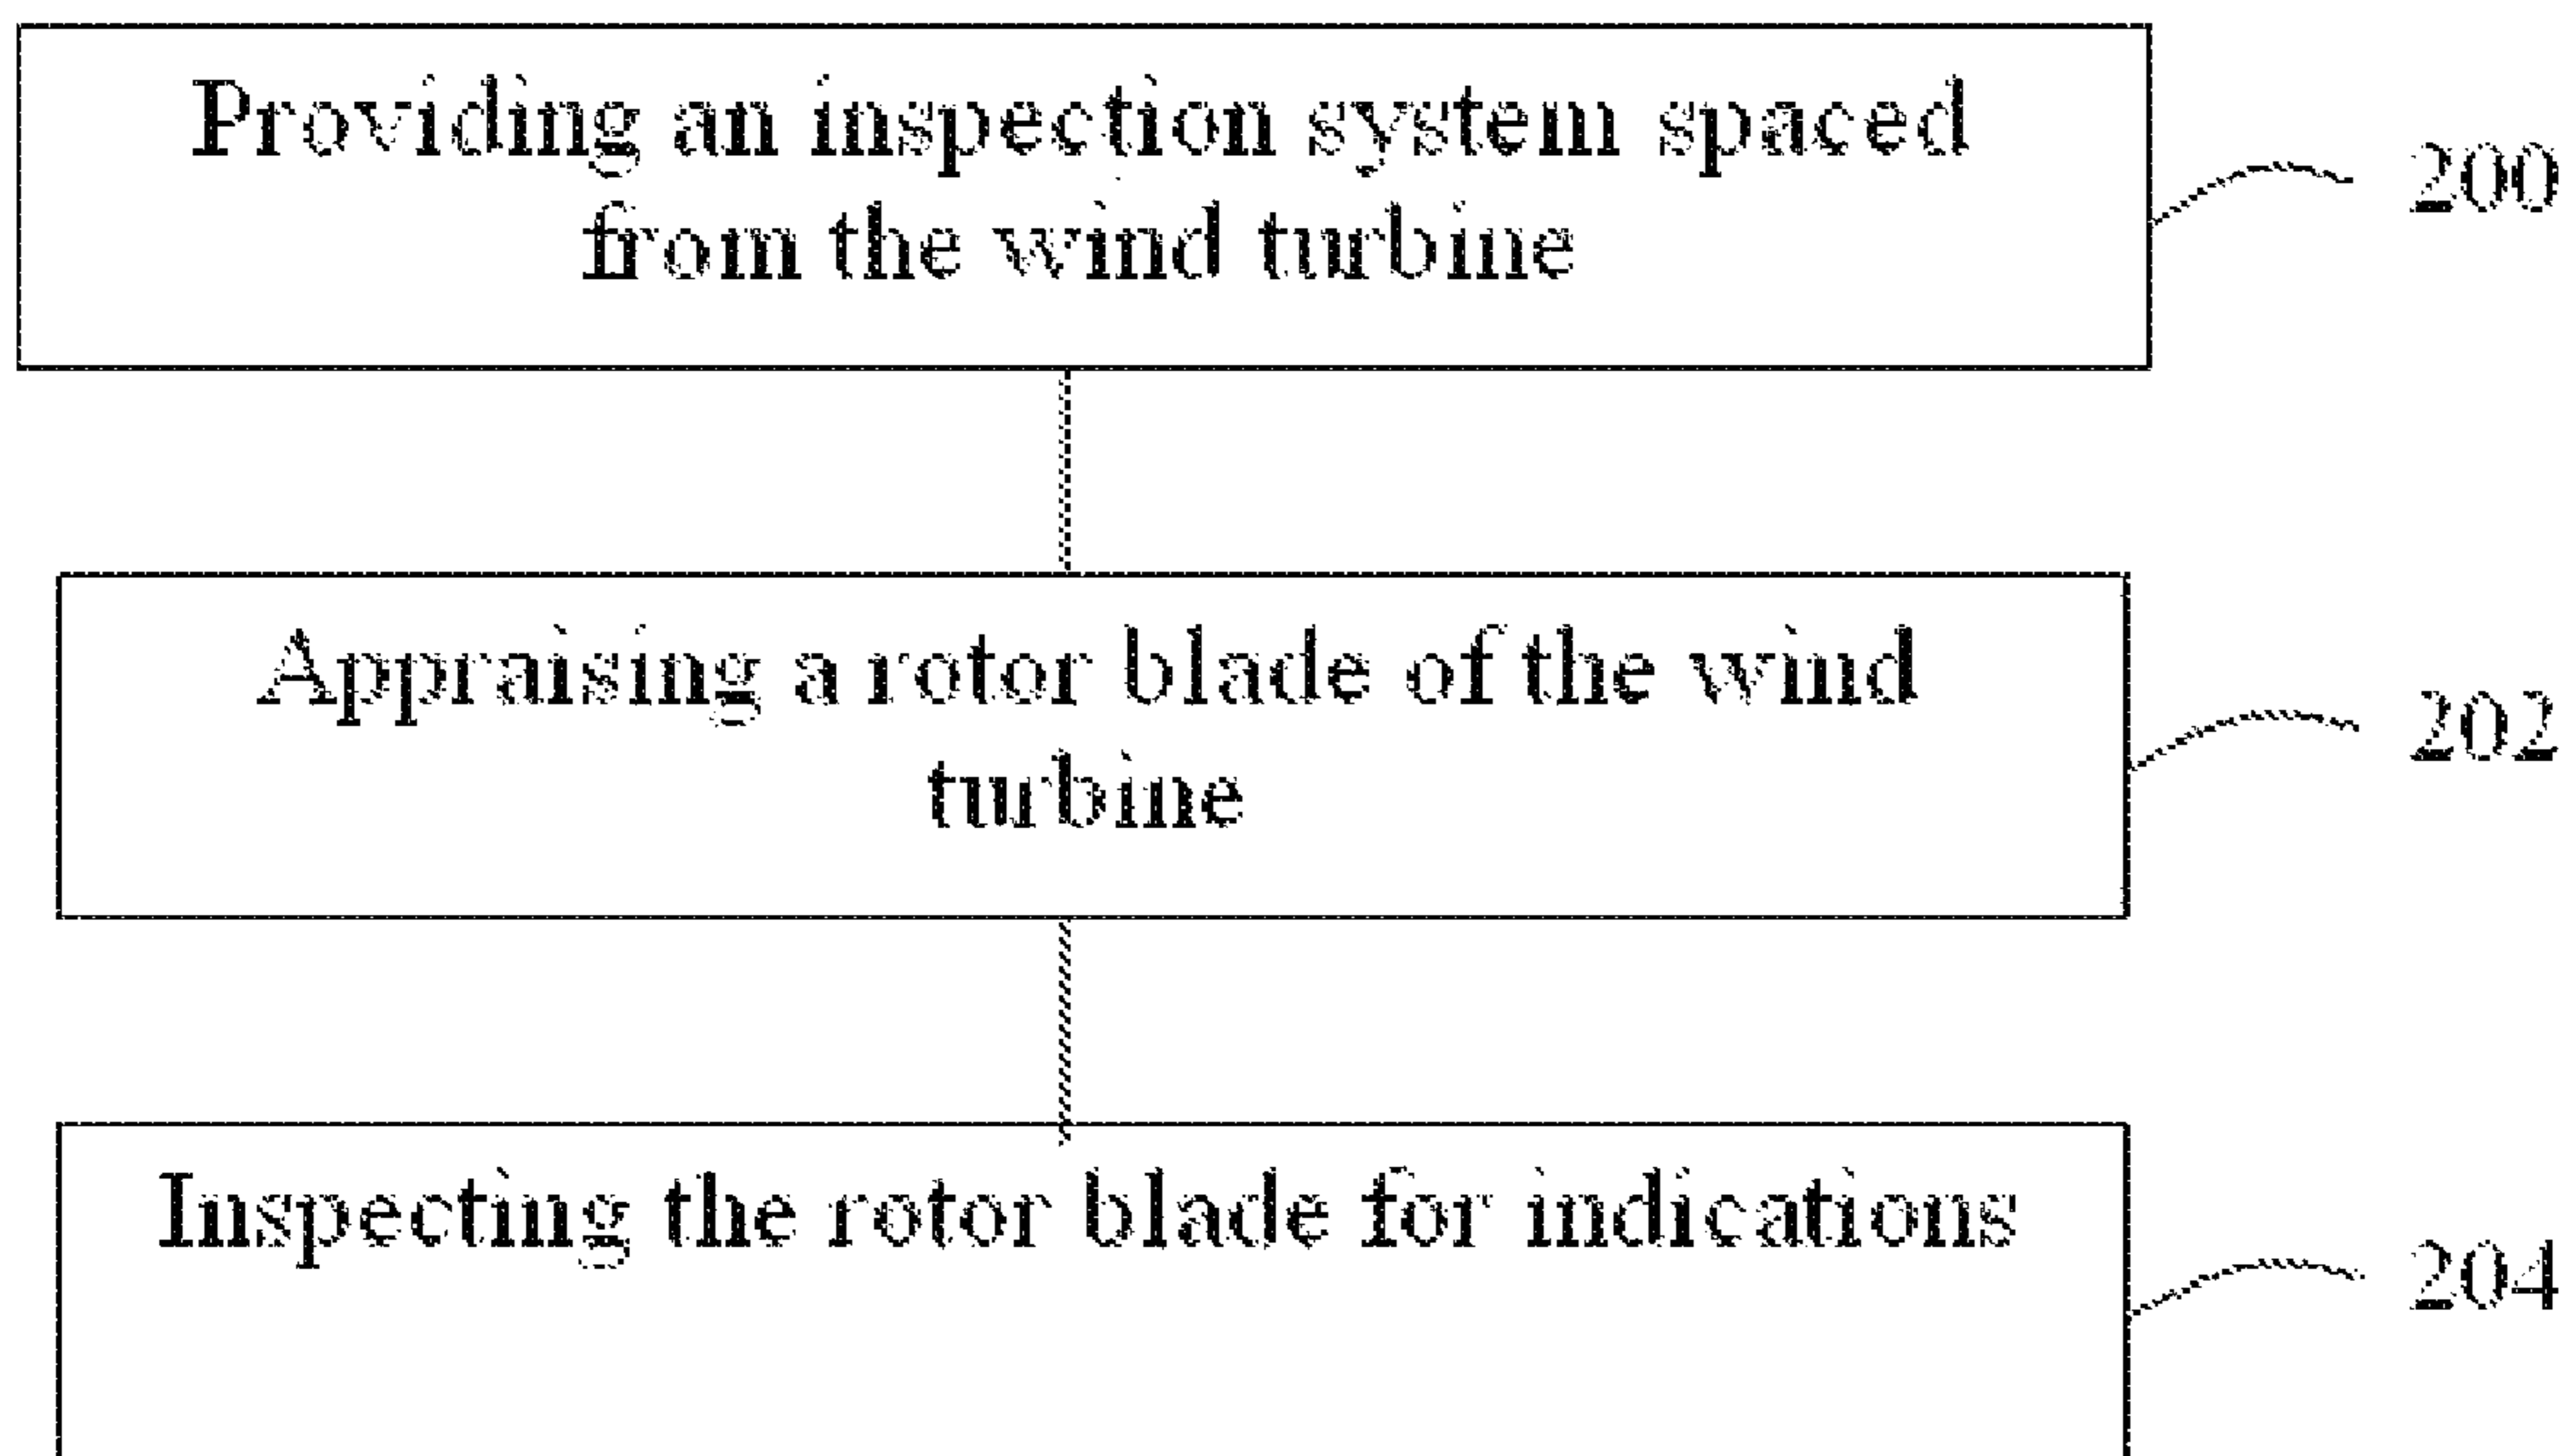 Providing an inspection system spaced
from the wind turbine
200
Appraising a rotor blade of the wind
turbine
202
Inspecting the rotor blade for indications
204